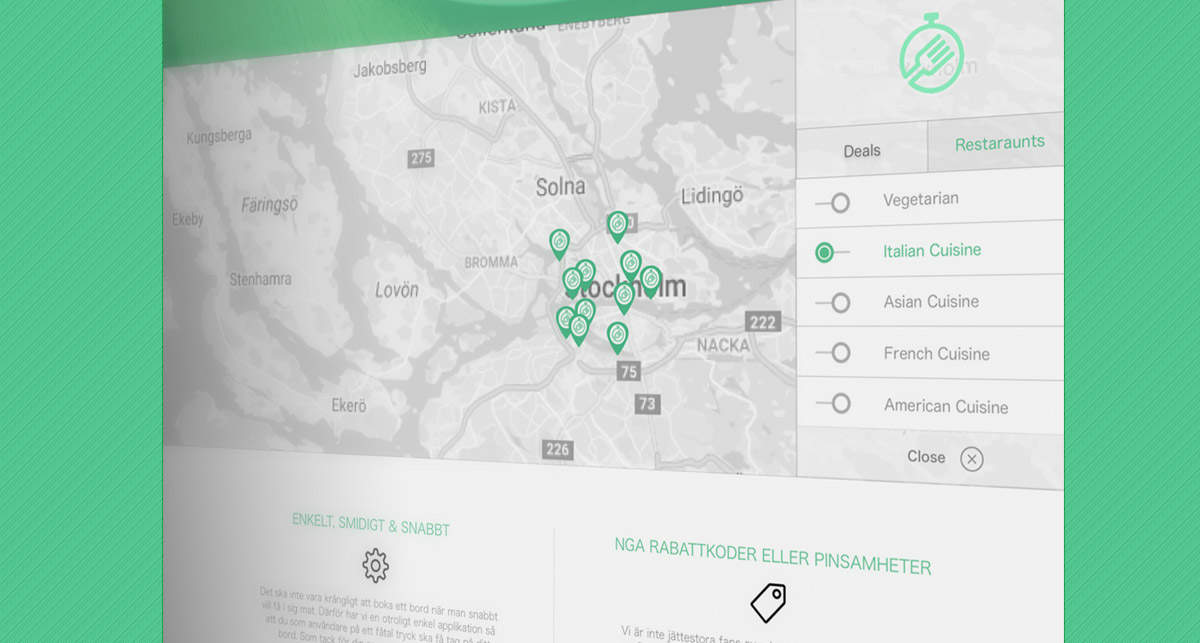 Sollentuna ENEBYBERG
Jakobsberg
KISTA
Kungsberga
275
Solna
Lidingö
Färingsö
Ekeby
BROMMA
Stenhamra
Lovön
Stockholm
222
NACKA
75
Ekerö
73
226
Deals
Restaraunts
Vegetarian
Italian Cuisine
Asian Cuisine
French Cuisine
American Cuisine
Close
ENKELT, SMIDIGT & SNABBT
Det ska inte vara krångligt att boka ett bord när man snabbt
vill få i sig mat. Därför har vi en otroligt enkel applikation så
att du som användare på ett fåtal tryck ska få tag på ditt
bord. Som tack för di
NGA RABATTKODER ELLER PINSAMHETER
Vi är inte jättestora fans av